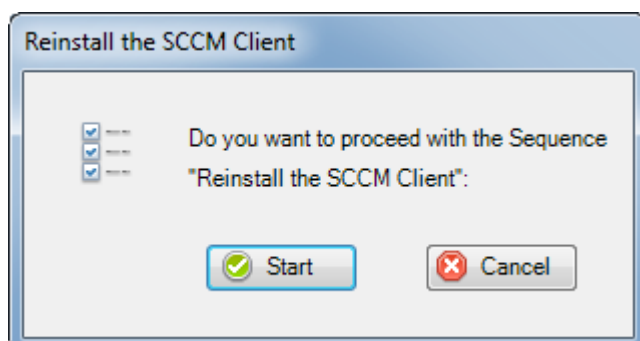 Reinstall the SCCM Client
Do you want to proceed with the Sequence
"Reinstall the SCCM Client":
Start
Cancel